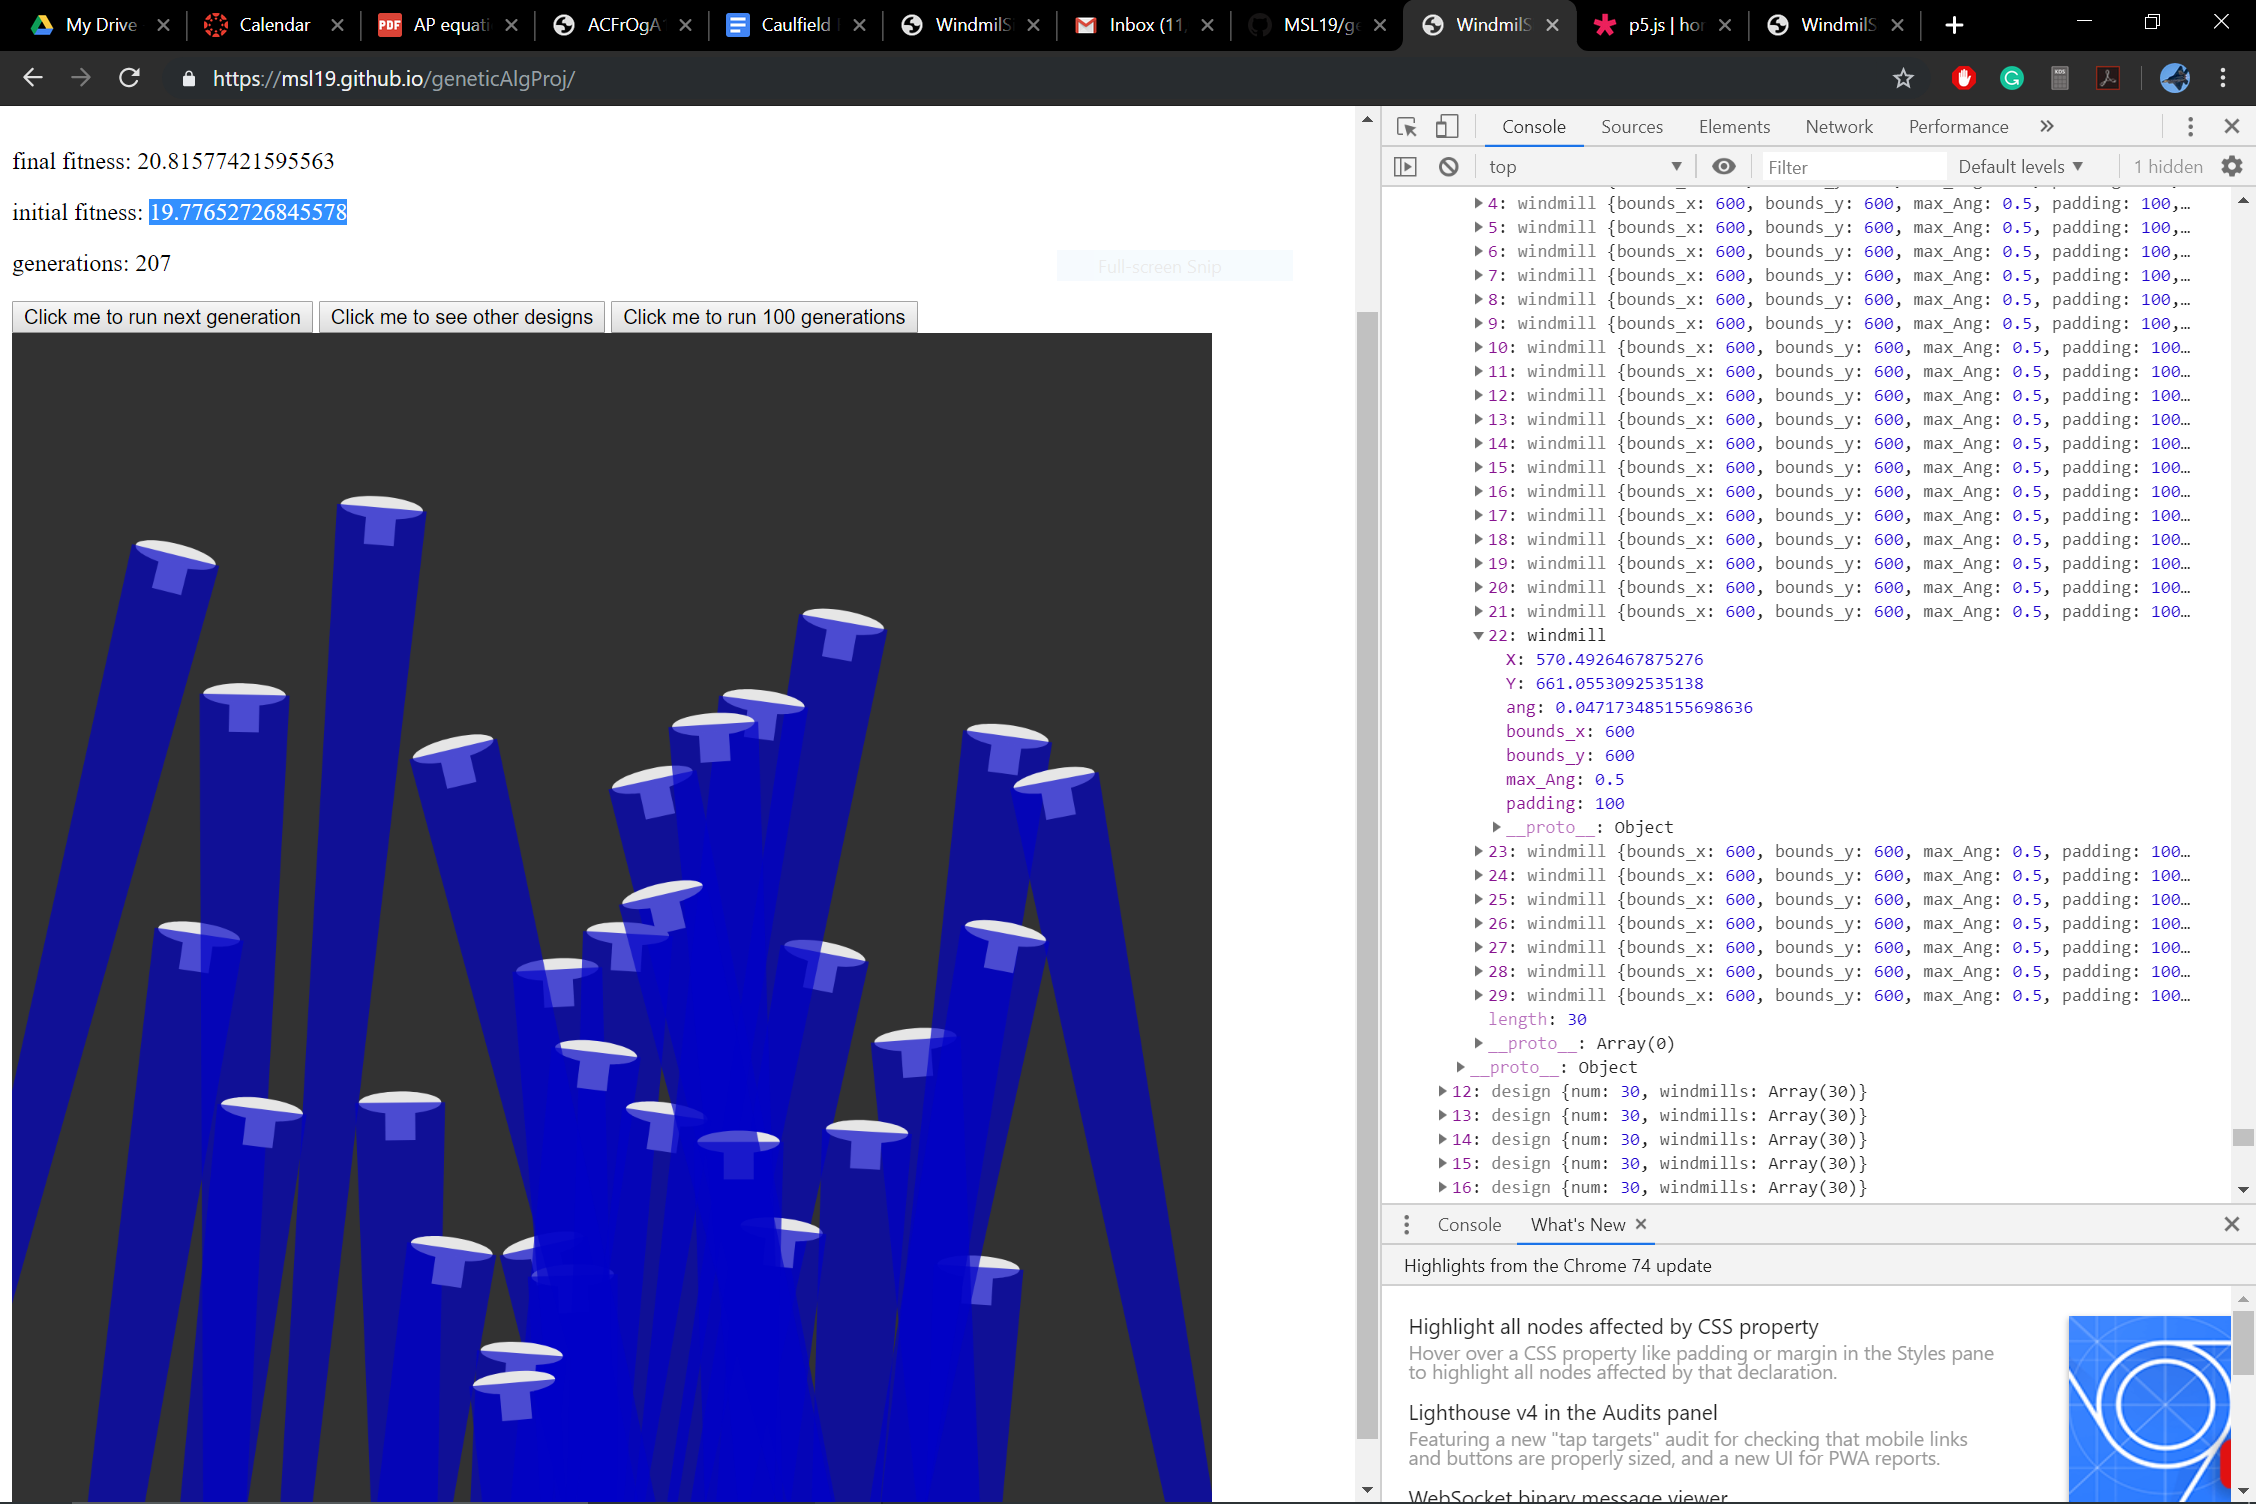 My Drive
Calendar
AP equati
ACFrOgA
Caulfield
WindmilS
Inbox (11,
MSL19/ge
WindmilS
p5.js | hor
WindmilS
https://msl19.github.io/geneticAlgProj/
final fitness: 20.81577421595563
initial fitness: 19.77652726845578
generations: 207
Full-screen Snip
Click me to run next generation
Click me to see other designs
Click me to run 100 generations
Console Sources Elements Network Performance »
top
Filter
Default levels ▼
1 hidden
4: windmill {bounds_x: 600, bounds_y: 600, max_Ang: 0.5, padding: 100,…
5: windmill {bounds_x: 600, bounds_y: 600, max_Ang: 0.5, padding: 100,…
6: windmill {bounds_x: 600, bounds_y: 600, max_Ang: 0.5, padding: 100,…
7: windmill {bounds_x: 600, bounds_y: 600, max_Ang: 0.5, padding: 100,…
8: windmill {bounds_x: 600, bounds_y: 600, max_Ang: 0.5, padding: 100,…
9: windmill {bounds_x: 600, bounds_y: 600, max_Ang: 0.5, padding: 100,…
10: windmill {bounds_x: 600, bounds_y: 600, max_Ang: 0.5, padding: 100…
11: windmill {bounds_x: 600, bounds_y: 600, max_Ang: 0.5, padding: 100…
12: windmill {bounds_x: 600, bounds_y: 600, max_Ang: 0.5, padding: 100…
13: windmill {bounds_x: 600, bounds_y: 600, max_Ang: 0.5, padding: 100…
14: windmill {bounds_x: 600, bounds_y: 600, max_Ang: 0.5, padding: 100…
15: windmill {bounds_x: 600, bounds_y: 600, max_Ang: 0.5, padding: 100…
16: windmill {bounds_x: 600, bounds_y: 600, max_Ang: 0.5, padding: 100…
17: windmill {bounds_x: 600, bounds_y: 600, max_Ang: 0.5, padding: 100…
18: windmill {bounds_x: 600, bounds_y: 600, max_Ang: 0.5, padding: 100…
19: windmill {bounds_x: 600, bounds_y: 600, max_Ang: 0.5, padding: 100…
20: windmill {bounds_x: 600, bounds_y: 600, max_Ang: 0.5, padding: 100…
21: windmill {bounds_x: 600, bounds_y: 600, max_Ang: 0.5, padding: 100…
22: windmill
X: 570.4926467875276
Y: 661.0553092535138
ang: 0.047173485155698636
bounds_x: 600
bounds_y: 600
max_Ang: 0.5
padding: 100
__proto__: Object
23: windmill {bounds_x: 600, bounds_y: 600, max_Ang: 0.5, padding: 100…
24: windmill {bounds_x: 600, bounds_y: 600, max_Ang: 0.5, padding: 100…
25: windmill {bounds_x: 600, bounds_y: 600, max_Ang: 0.5, padding: 100…
26: windmill {bounds_x: 600, bounds_y: 600, max_Ang: 0.5, padding: 100…
27: windmill {bounds_x: 600, bounds_y: 600, max_Ang: 0.5, padding: 100…
28: windmill {bounds_x: 600, bounds_y: 600, max_Ang: 0.5, padding: 100…
29: windmill {bounds_x: 600, bounds_y: 600, max_Ang: 0.5, padding: 100…
length: 30
__proto__: Array(0)
__proto__: Object
12: design {num: 30, windmills: Array(30)}
13: design {num: 30, windmills: Array(30)}
14: design {num: 30, windmills: Array(30)}
15: design {num: 30, windmills: Array(30)}
16: design {num: 30, windmills: Array(30)}
Console What's New ×
Highlights from the Chrome 74 update
Highlight all nodes affected by CSS property
Hover over a CSS property like padding or margin in the Styles pane
to highlight all nodes affected by that declaration.
Lighthouse v4 in the Audits panel
Featuring a new "tap targets" audit for checking that mobile links
and buttons are properly sized, and a new UI for PWA reports.
WebSocket binary message viewer